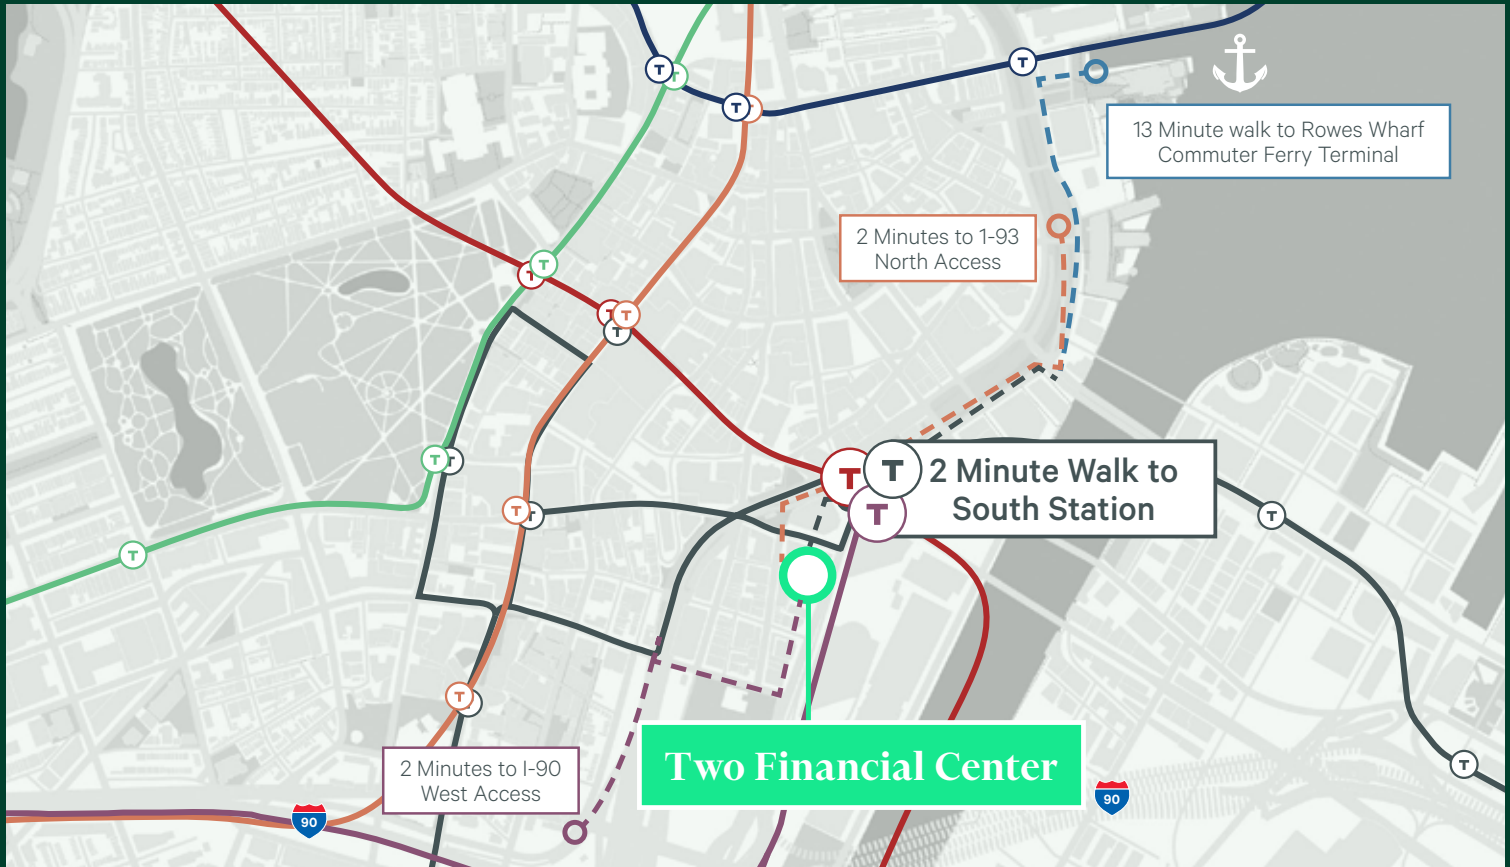 T
T
T
T
T
13 Minute walk to Rowes Wharf
Commuter Ferry Terminal
2 Minutes to 1-93
North Access
T
T
T
T
T
T
T
T
T
2 Minute Walk to
South Station
T
T
T
T
T
T
T
2 Minutes to I-90
West Access
Two Financial Center
T
90
90